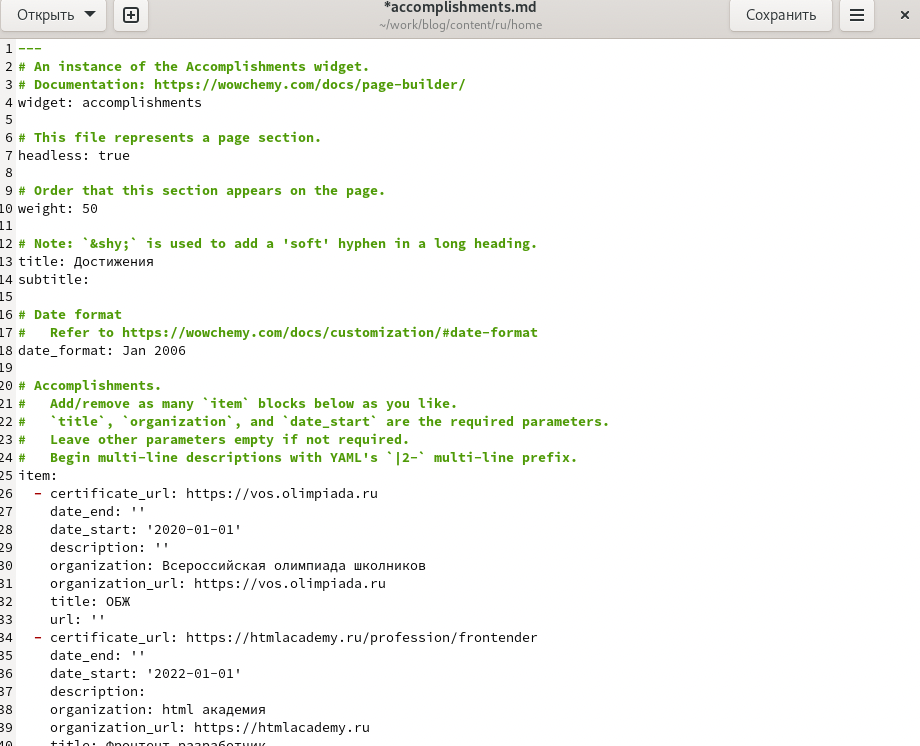 Открыть
*accomplishments.md
~/work/blog/content/ru/home
Сохранить
1 ---
2 # An instance of the Accomplishments widget.
3 # Documentation: https://wowchemy.com/docs/page-builder/
4 widget: accomplishments
5
6 # This file represents a page section.
7 headless: true
8
9 # Order that this section appears on the page.
10 weight: 50
11
12 # Note: `&shy;` is used to add a 'soft' hyphen in a long heading.
13 title: Достижения
14 subtitle:
15
16 # Date format
17 #   Refer to https://wowchemy.com/docs/customization/#date-format
18 date_format: Jan 2006
19
20 # Accomplishments.
21 #   Add/remove as many `item` blocks below as you like.
22 #   `title`, `organization`, and `date_start` are the required parameters.
23 #   Leave other parameters empty if not required.
24 #   Begin multi-line descriptions with YAML's `|2-` multi-line prefix.
25 item:
26   - certificate_url: https://vos.olimpiada.ru
27     date_end: ''
28     date_start: '2020-01-01'
29     description: ''
30     organization: Всероссийская олимпиада школников
31     organization_url: https://vos.olimpiada.ru
32     title: ОБЖ
33     url: ''
34   - certificate_url: https://htmlacademy.ru/profession/frontender
35     date_end: ''
36     date_start: '2022-01-01'
37     description:
38     organization: html академия
39     organization_url: https://htmlacademy.ru
40     title: Фронтент разработчик